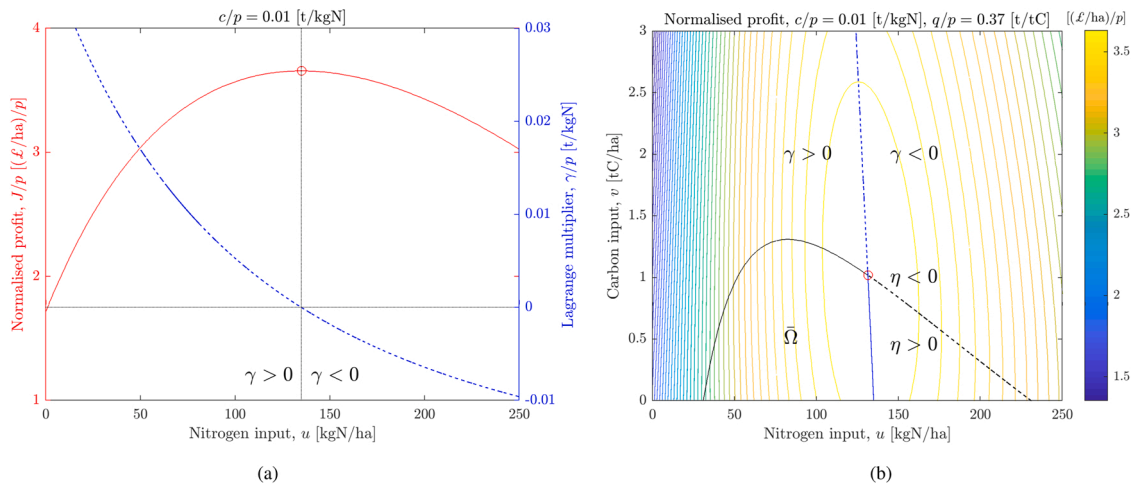 c/p = 0.01 [t/kgN]
Normalised profit, J/p [(£/ha)/p]
4
3
2
1
0.03
0.02
0.01
0
-0.01
Lagrange multiplier, γ/p [t/kgN]
γ > 0
γ < 0
0
50
100
150
200
250
Nitrogen input, u [kgN/ha]
(a)
Normalised profit, c/p = 0.01 [t/kgN], q/p = 0.37 [t/tC]
[(£/ha)/p]
Carbon input, v [tC/ha]
3
2.5
2
1.5
1
0.5
0
γ > 0
γ < 0
η < 0
η > 0
Ω̄
0
50
100
150
200
250
Nitrogen input, u [kgN/ha]
3.5
3
2.5
2
1.5
(b)